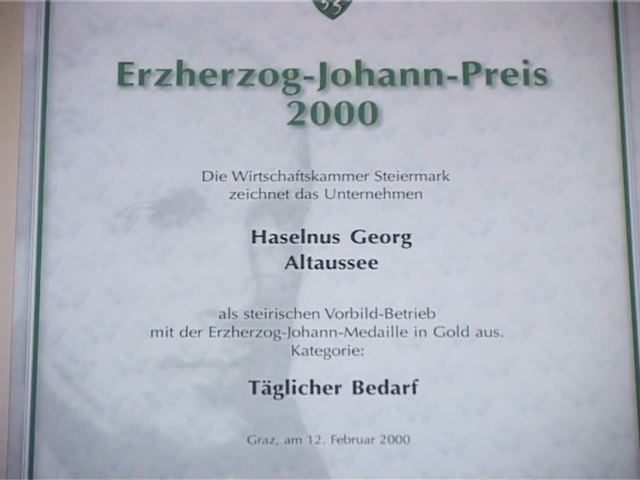 Erzherzog-Johann-Preis
2000
Die Wirtschaftskammer Steiermark
zeichnet das Unternehmen
Haselnus Georg
Altaussee
als steirischen Vorbild-Betrieb
mit der Erzherzog-Johann-Medaille in Gold aus.
Kategorie:
Täglicher Bedarf
Graz, am 12. Februar 2000